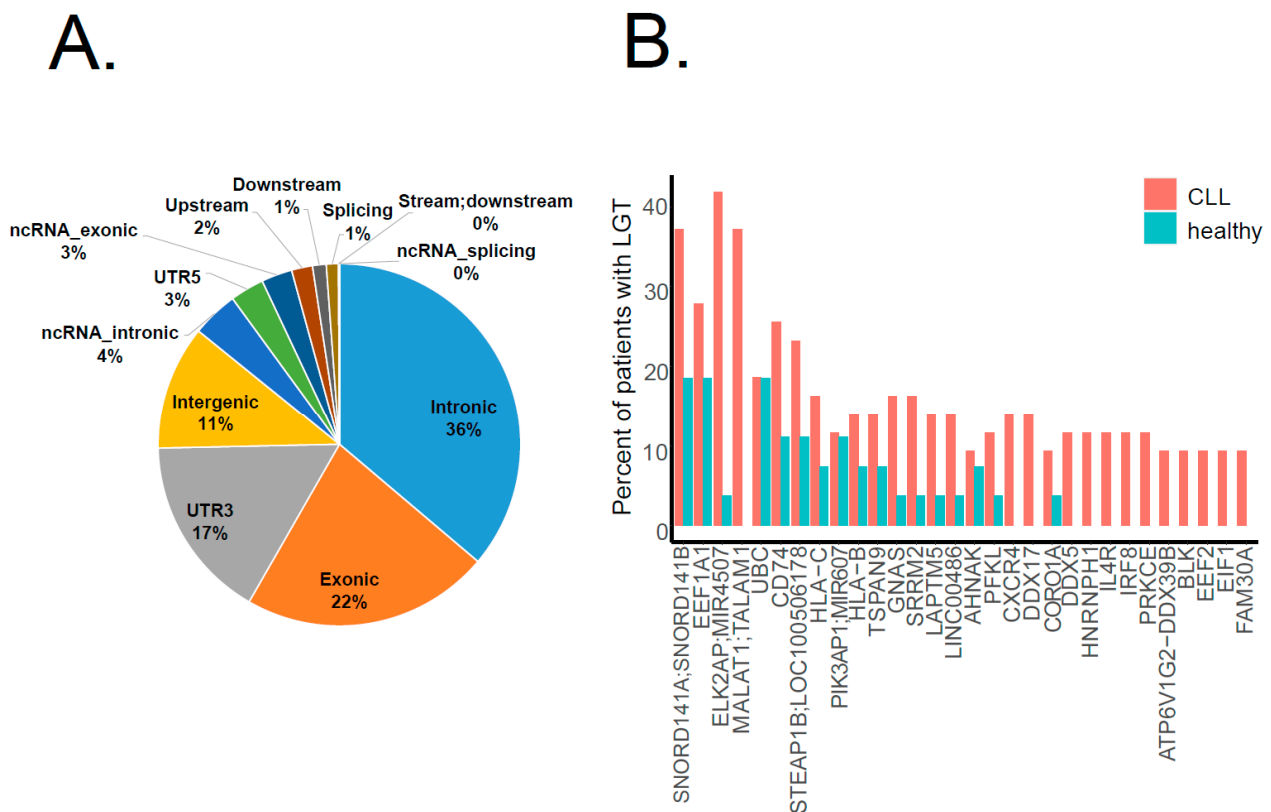 A.
B.
Downstream
1%
Upstream
2%
Splicing
1%
Stream;downstream
0%
ncRNA_exonic
3%
ncRNA_splicing
0%
UTR5
3%
ncRNA_intronic
4%
Intergenic
11%
Intronic
36%
UTR3
17%
Exonic
22%
Percent of patients with LGT
40
30
20
10
0
CLL
healthy
SNORD141A;SNORD141B
EEF1A1
ELK2AP;MIR4507
MALAT1;TALAM1
UBC
CD74
STEAP1B;LOC100506178
HLA-C
PIK3AP1;MIR607
HLA-B
TSPAN9
GNAS
SRRM2
LAPTM5
LINC00486
AHNAK
PFKL
CXCR4
DDX17
CORO1A
DDX5
HNRNPH1
IL4R
IRF8
PRKCE
ATP6V1G2-DDX39B
BLK
EEF2
EIF1
FAM30A